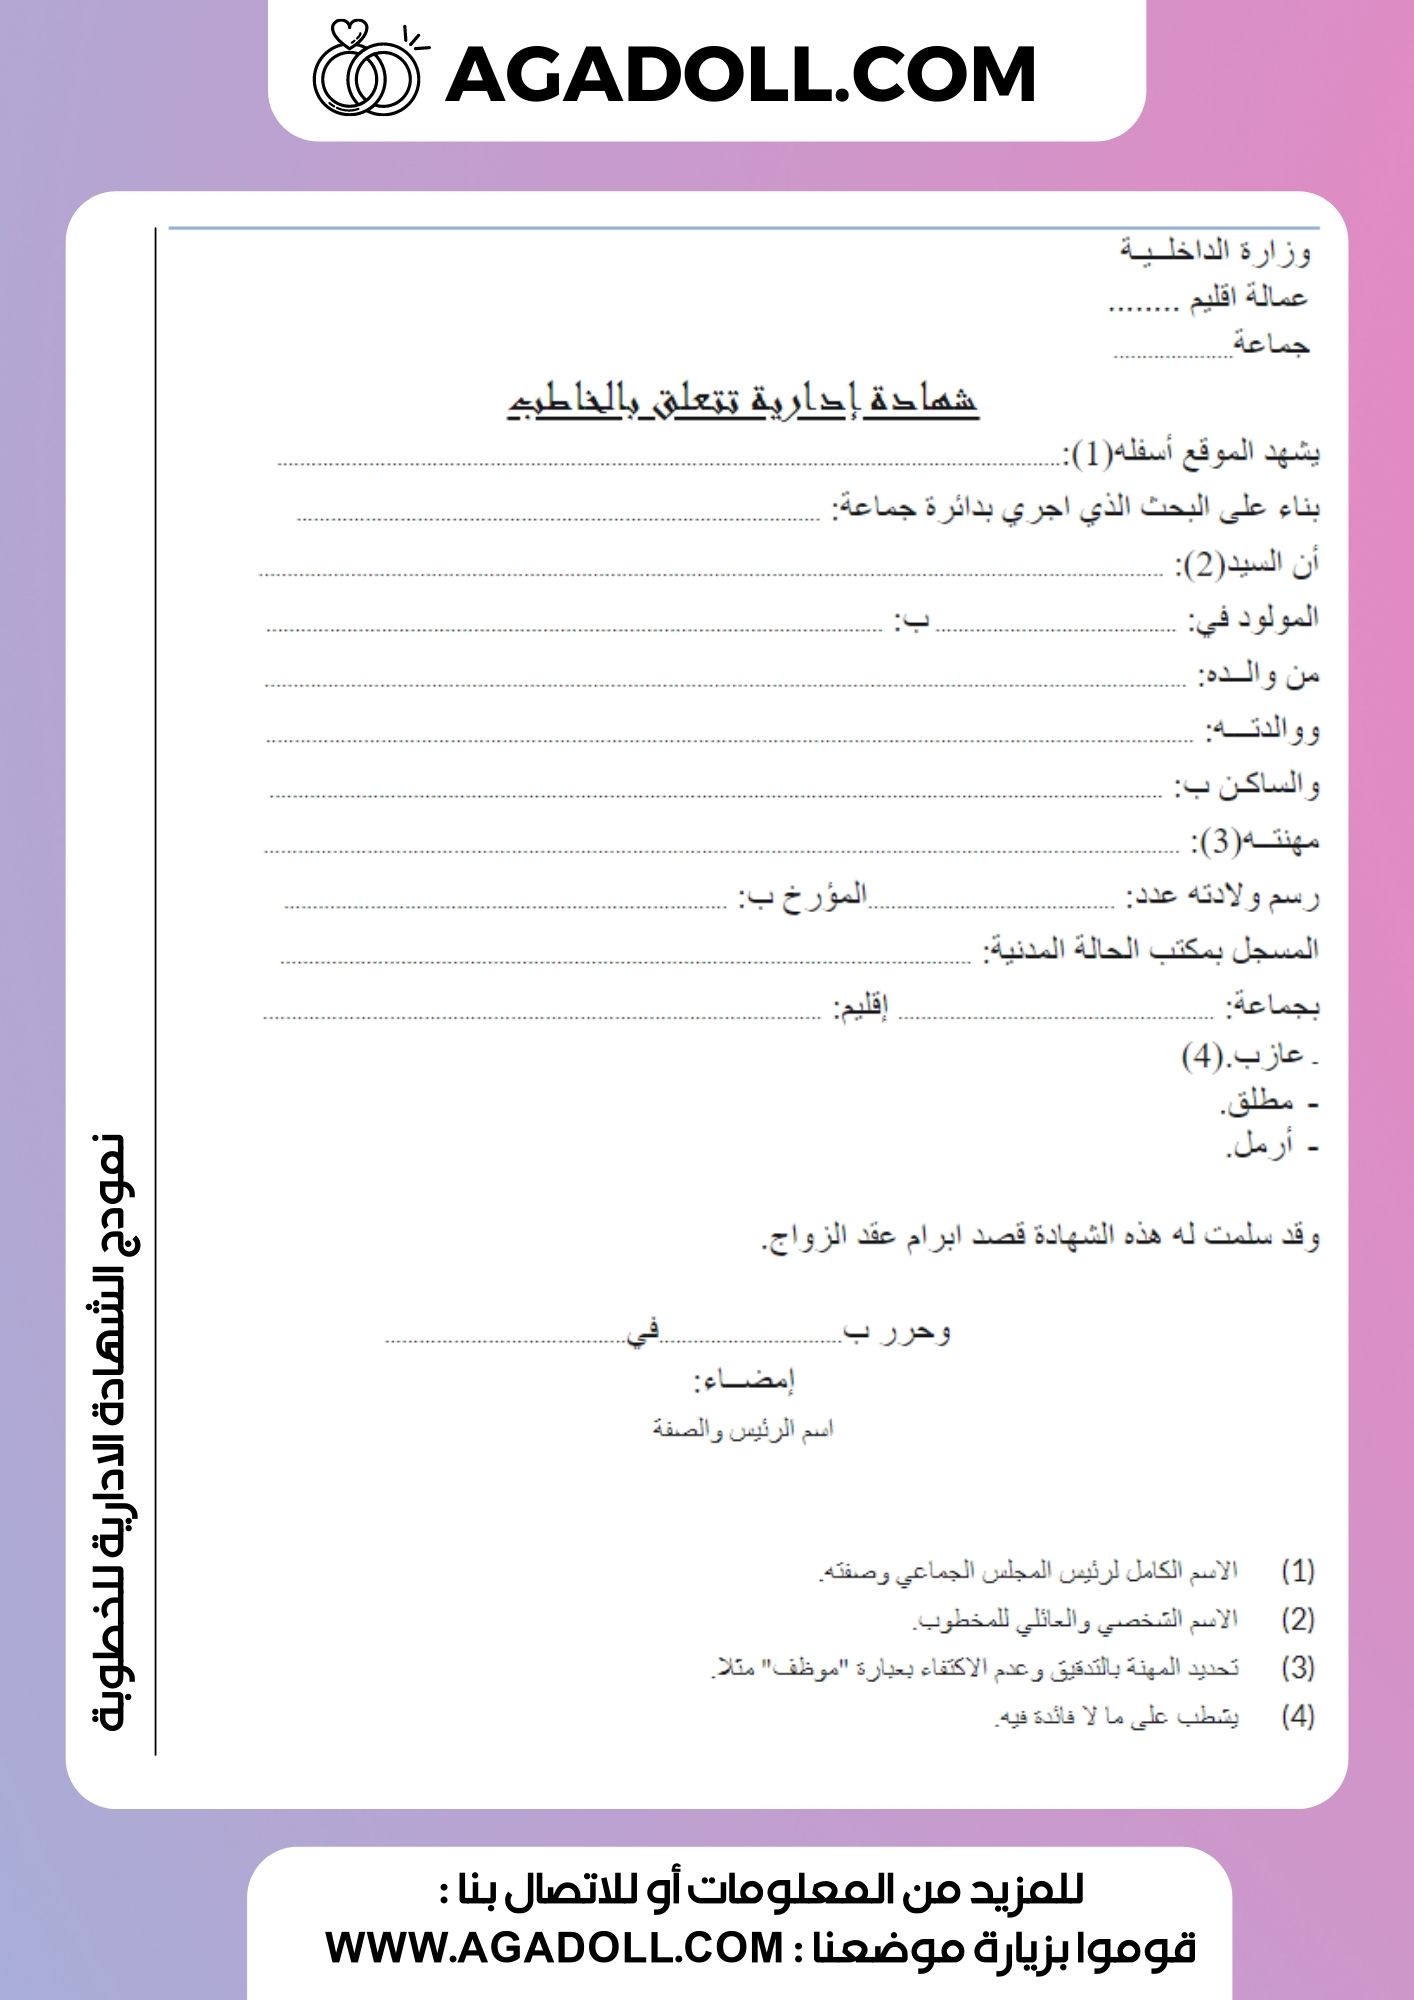 AGADOLL.COM
وزارة الداخلـــيـة
عمالة اقليم ........
جماعة.....................
شهادة إدارية تتعلق بالخاطب
يشهد الموقع أسفله(1):..............................................................
بناء على البحث الذي اجري بدائرة جماعة: ..............................................
أن السيد(2): ..............................................................
المولود في: .............................. ب: ..............................................
من والـــده: ..............................................................
ووالدتـــه: ..............................................................
والساكن ب: ..............................................................
مهنتـــه(3): ..............................................................
رسم ولادته عدد: ..............................المؤرخ ب: ..............................
المسجل بمكتب الحالة المدنية: ..............................................
بجماعة: .............................. إقليم: ..............................................
- عازب.(4)
- مطلق.
- أرمل.
وقد سلمت له هذه الشهادة قصد ابرام عقد الزواج.
وحرر ب..............................في..............................
إمضـــاء:
اسم الرئيس والصفة
(1) الاسم الكامل لرئيس المجلس الجماعي وصفته.
(2) الاسم الشخصي والعائلي للمخطوب.
(3) تحديد المهنة بالتدقيق وعدم الاكتفاء بعبارة "موظف" مثلا.
(4) يشطب على ما لا فائدة فيه.
نمودج الشهادة الادارية للخطوبة
للمزيد من المعلومات أو للاتصال بنا :
قوموا بزيارة موضعنا : WWW.AGADOLL.COM